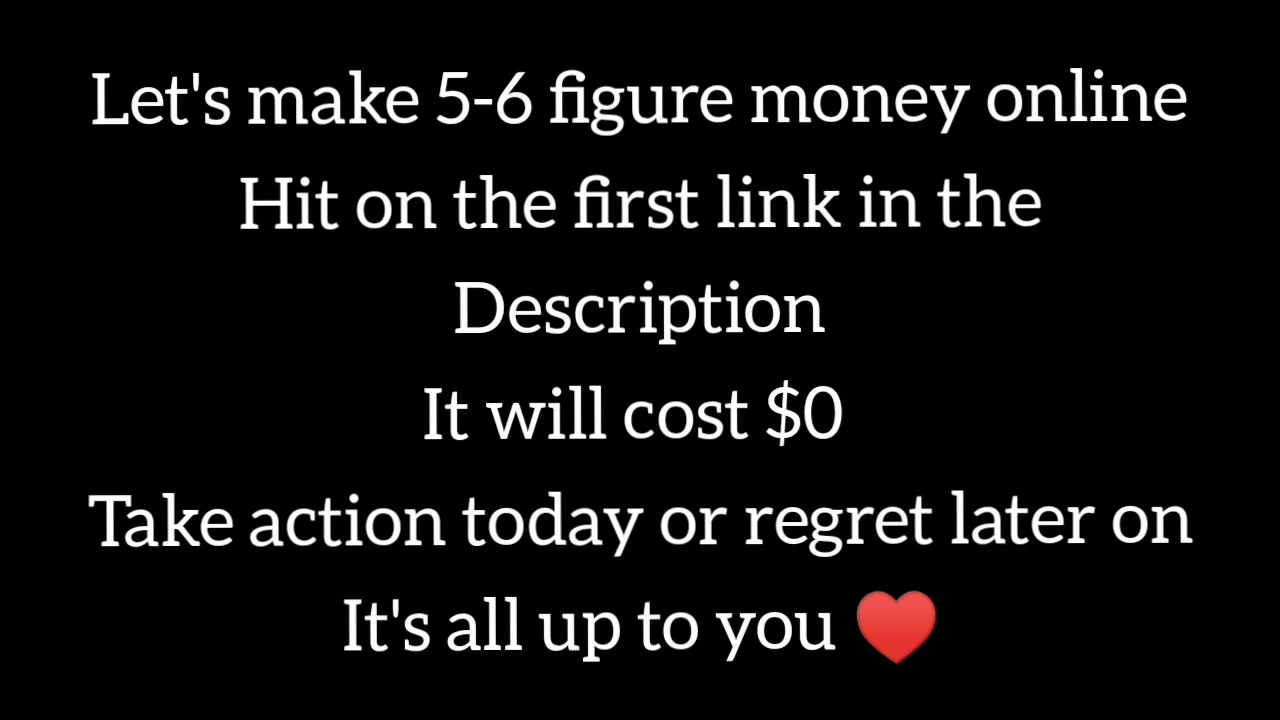 Let's make 5-6 figure money online
Hit on the first link in the
Description
It will cost $0
Take action today or regret later on
It's all up to you ♥️